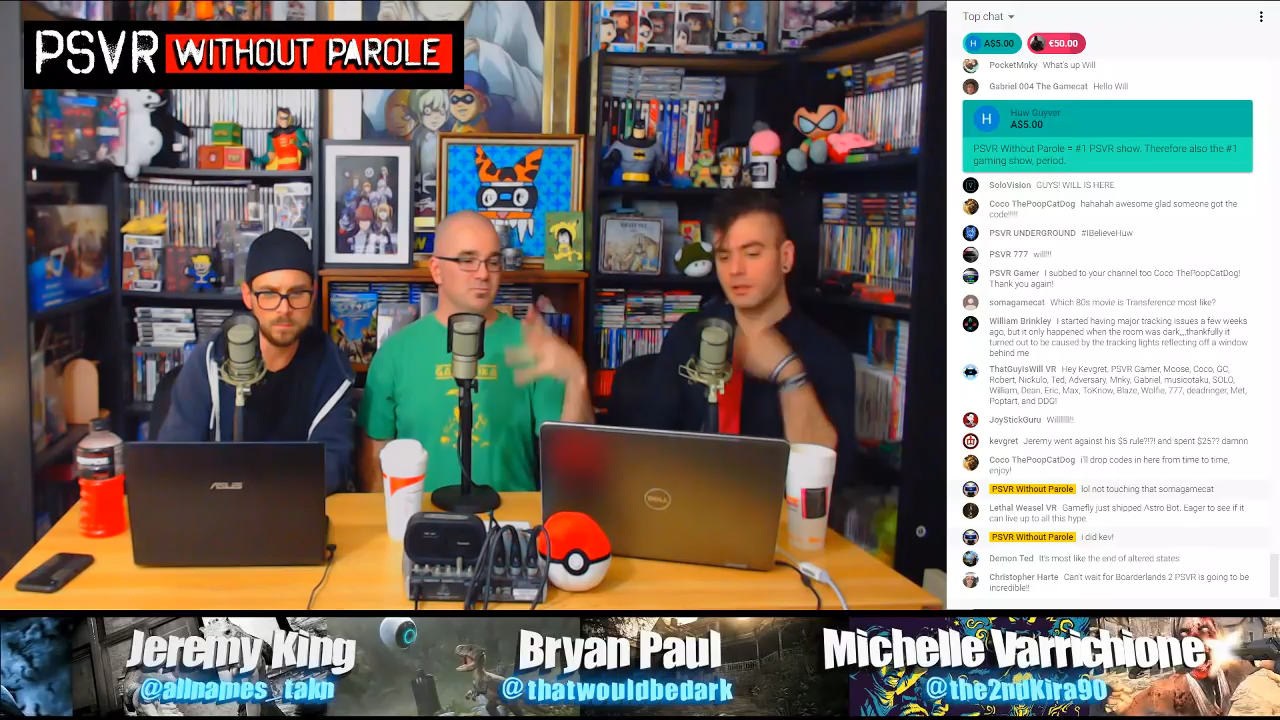 PSVR WITHOUT PAROLE
Top chat
H A$5.00 €50.00
PocketMnky What's up Will
Gabriel 004 The Gamecat Hello Will
H Huw Guyver
A$5.00
PSVR Without Parole = #1 PSVR show. Therefore also the #1
gaming show, period.
SoloVision GUYS! WILL IS HERE
Coco ThePoopCatDog hahahah awesome glad someone got the
code!!!!!
PSVR UNDERGROUND #IBelieveHuw
PSVR 777 will!!!
PSVR Gamer I subbed to your channel too Coco ThePoopCatDog!
Thank you again!
somagamecat Which 80s movie is Transference most like?
William Brinkley I started having major tracking issues a few weeks
ago, but it only happened when the room was dark,,,thankfully it
turned out to be caused by the tracking lights reflecting off a window
behind me
ThatGuyIsWill VR Hey Kevgret, PSVR Gamer, Moose, Coco, GC,
Robert, Nickulo, Ted, Adversary, Mnky, Gabriel, musicotaku, SOLO,
William, Dean, Eric, Max, ToKnow, Blaze, Wolfie, 777, deadringer, Met,
Poptart, and DDG!
JoyStickGuru Willllllll!!
kevgret Jeremy went against his $5 rule?!?! and spent $25?? damn
Coco ThePoopCatDog i'll drop codes in here from time to time,
enjoy!
PSVR Without Parole lol not touching that somagamecat
Lethal Weasel VR Gamefly just shipped Astro Bot. Eager to see if it
can live up to all this hype.
PSVR Without Parole i did kev!
Demon Ted It's most like the end of altered states
Christopher Harte Can't wait for Boarderlands 2 PSVR is going to be
incredible!!
ASUS
DELL
Jeremy King
@allnames_takn
Bryan Paul
@thatwouldbedark
Michelle Varrichione
@the2ndKira90